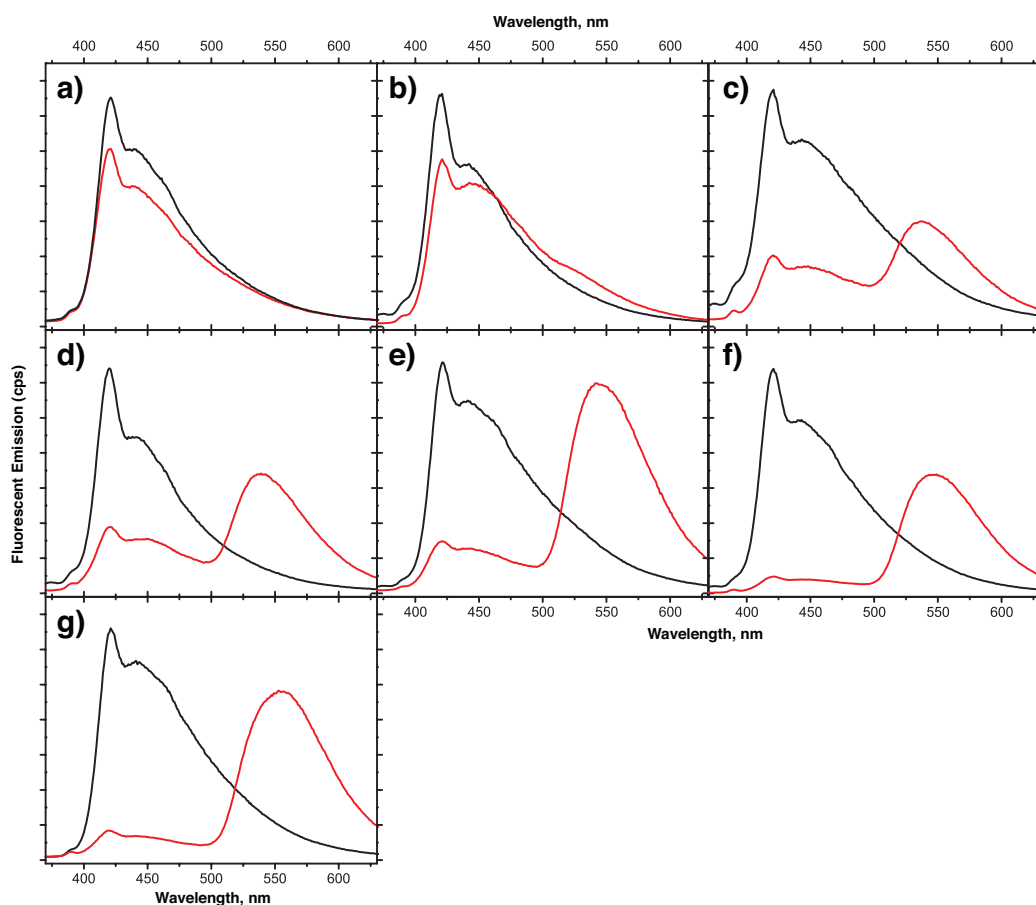 Wavelength, nm
400 450 500 550 600 400 450 500 550 600 400 450 500 550 600
a) b) c)
d) e) f)
Fluorescent Emission (cps)
400 450 500 550 600 400 450 500 550 600
g)
Wavelength, nm
400 450 500 550 600
Wavelength, nm